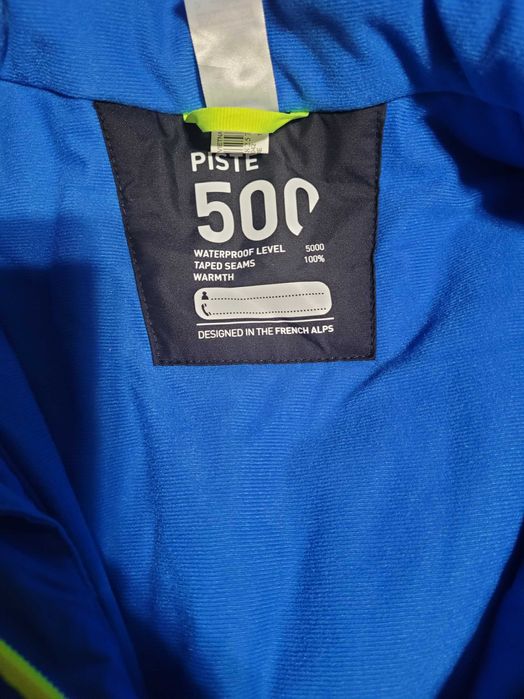 PISTE
500
WATERPROOF LEVEL 5000
TAPED SEAMS 100%
WARMTH
DESIGNED IN THE FRENCH ALPS